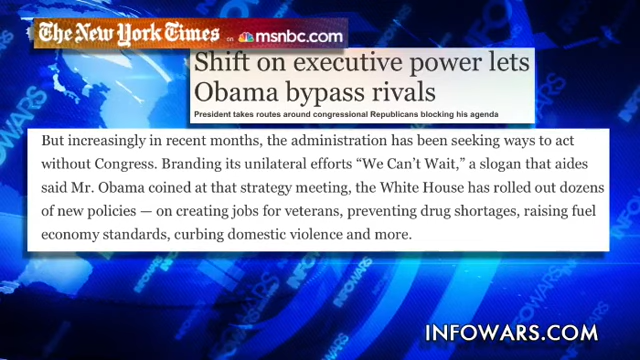 The New York Times on msnbc.com
Shift on executive power lets
Obama bypass rivals
President takes routes around congressional Republicans blocking his agenda
But increasingly in recent months, the administration has been seeking ways to act
without Congress. Branding its unilateral efforts “We Can’t Wait,” a slogan that aides
said Mr. Obama coined at that strategy meeting, the White House has rolled out dozens
of new policies — on creating jobs for veterans, preventing drug shortages, raising fuel
economy standards, curbing domestic violence and more.
INFOWARS
INFOWARS
INFOWARS
INFOWARS
INFOWARS.COM